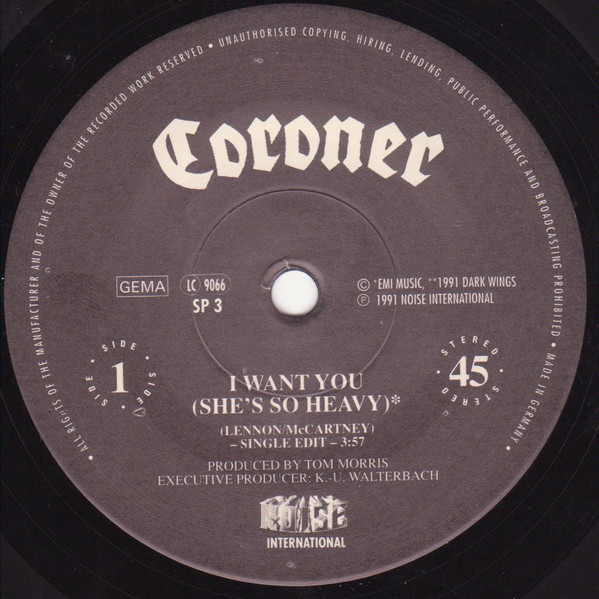 • ALL RIGHTS OF THE MANUFACTURER AND OF THE OWNER OF THE RECORDED WORK RESERVED • UNAUTHORISED COPYING, HIRING, LENDING, PUBLIC PERFORMANCE AND BROADCASTING PROHIBITED • MADE IN GERMANY •
Coroner
GEMA
LC 9066
SP 3
© *EMI MUSIC, **1991 DARK WINGS
℗ 1991 NOISE INTERNATIONAL
SIDE • SIDE • SIDE •
1
STEREO • STEREO •
45
I WANT YOU
(SHE'S SO HEAVY)*
(LENNON/McCARTNEY)
– SINGLE EDIT – 3:57
PRODUCED BY TOM MORRIS
EXECUTIVE PRODUCER: K.-U. WALTERBACH
NOISE
INTERNATIONAL